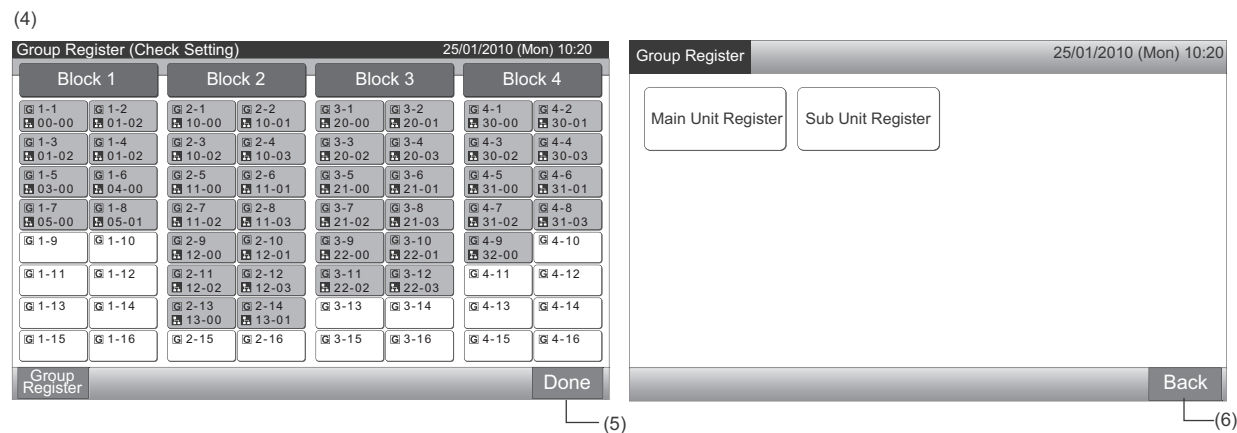 (4)
Group Register (Check Setting) 25/01/2010 (Mon) 10:20
Block 1 Block 2 Block 3 Block 4
G 1-1 G 1-2 G 2-1 G 2-2 G 3-1 G 3-2 G 4-1 G 4-2
00-00 01-02 10-00 10-01 20-00 20-01 30-00 30-01
G 1-3 G 1-4 G 2-3 G 2-4 G 3-3 G 3-4 G 4-3 G 4-4
01-02 01-02 10-02 10-03 20-02 20-03 30-02 30-03
G 1-5 G 1-6 G 2-5 G 2-6 G 3-5 G 3-6 G 4-5 G 4-6
03-00 04-00 11-00 11-01 21-00 21-01 31-00 31-01
G 1-7 G 1-8 G 2-7 G 2-8 G 3-7 G 3-8 G 4-7 G 4-8
05-00 05-01 11-02 11-03 21-02 21-03 31-02 31-03
G 1-9 G 1-10 G 2-9 G 2-10 G 3-9 G 3-10 G 4-9 G 4-10
12-00 12-01 22-00 22-01 32-00
G 1-11 G 1-12 G 2-11 G 2-12 G 3-11 G 3-12 G 4-11 G 4-12
12-02 12-03 22-02 22-03
G 1-13 G 1-14 G 2-13 G 2-14 G 3-13 G 3-14 G 4-13 G 4-14
13-00 13-01
G 1-15 G 1-16 G 2-15 G 2-16 G 3-15 G 3-16 G 4-15 G 4-16
Group
Register
Done
(5)
Group Register 25/01/2010 (Mon) 10:20
Main Unit Register Sub Unit Register
Back
(6)